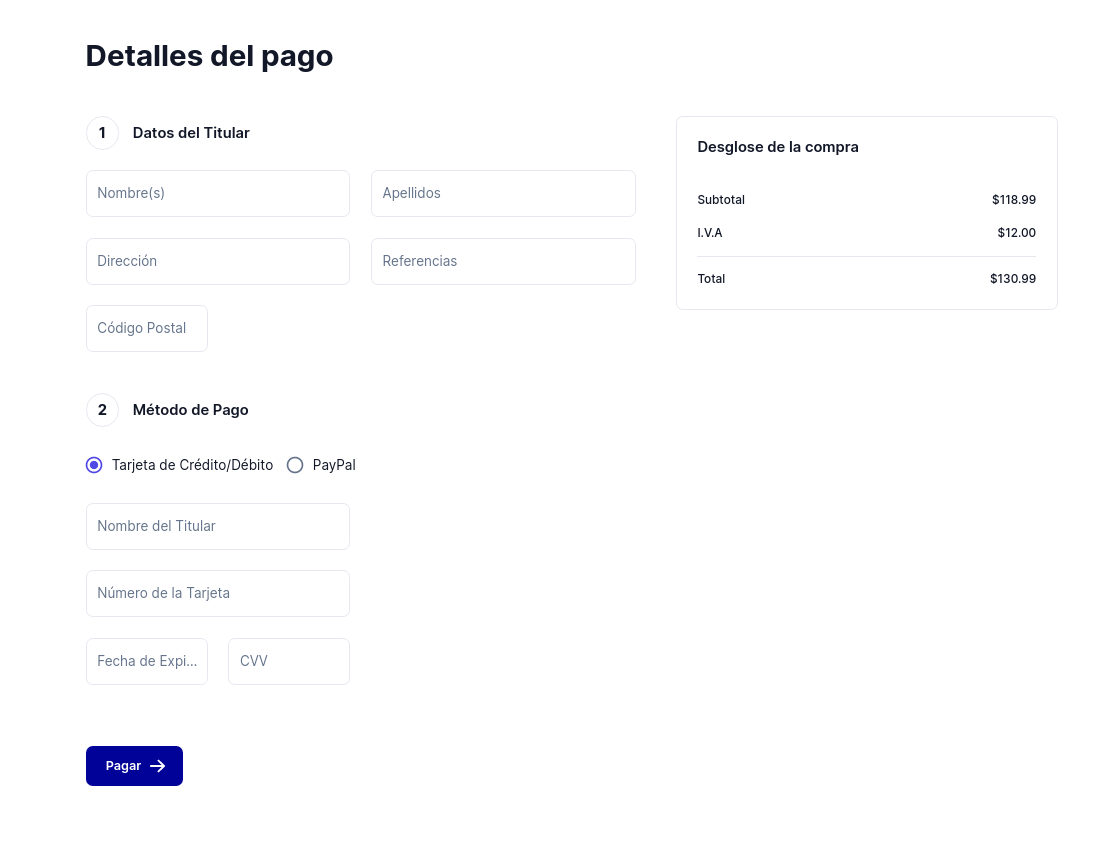 Detalles del pago
1 Datos del Titular
Nombre(s) Apellidos
Dirección Referencias
Código Postal
2 Método de Pago
Tarjeta de Crédito/Débito PayPal
Nombre del Titular
Número de la Tarjeta
Fecha de Expi... CVV
Pagar
Desglose de la compra
Subtotal $118.99
I.V.A $12.00
Total $130.99